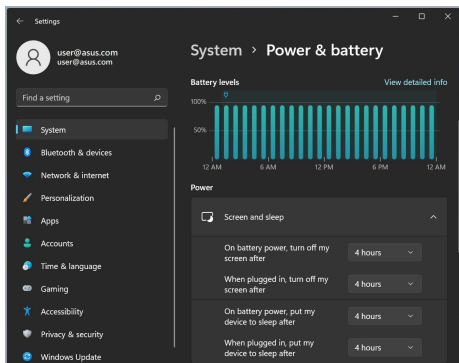 Settings
user@asus.com
user@asus.com
Find a setting
System
Bluetooth & devices
Network & internet
Personalization
Apps
Accounts
Time & language
Gaming
Accessibility
Privacy & security
Windows Update
System > Power & battery
Battery levels View detailed info
100%
50%
12 AM 6 AM 12 PM 6 PM 12 AM
Power
Screen and sleep
On battery power, turn off my
screen after
4 hours
When plugged in, turn off my
screen after
4 hours
On battery power, put my
device to sleep after
4 hours
When plugged in, put my
device to sleep after
4 hours